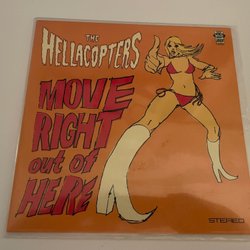 THE
HELLACOPTERS
MOVE
RIGHT
out of
HERE
STEREO